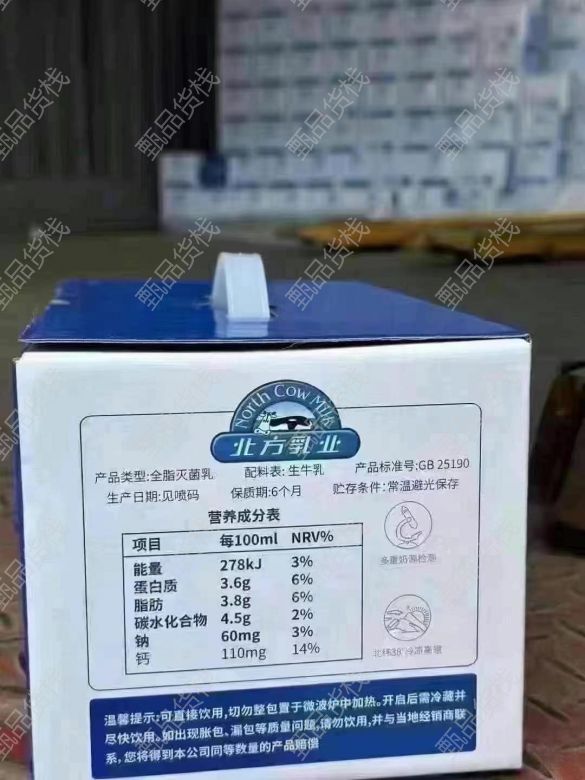 North Cow Milk
北方乳业
产品类型:全脂灭菌乳 配料表:生牛乳 产品标准号:GB 25190
生产日期:见喷码 保质期:6个月 贮存条件:常温避光保存
营养成分表
项目 每100ml NRV%
能量 278kJ 3%
蛋白质 3.6g 6%
脂肪 3.8g 6%
碳水化合物 4.5g 2%
钠 60mg 3%
钙 110mg 14%
多重奶源检测
北纬38°
温馨提示:可直接饮用,切勿整包置于微波炉中加热。开启后需冷藏并
尽快饮用。如出现胀包、漏包等质量问题,请勿饮用,并与当地经销商联
系,您将得到本公司同等数量的产品赔偿
甄品货栈